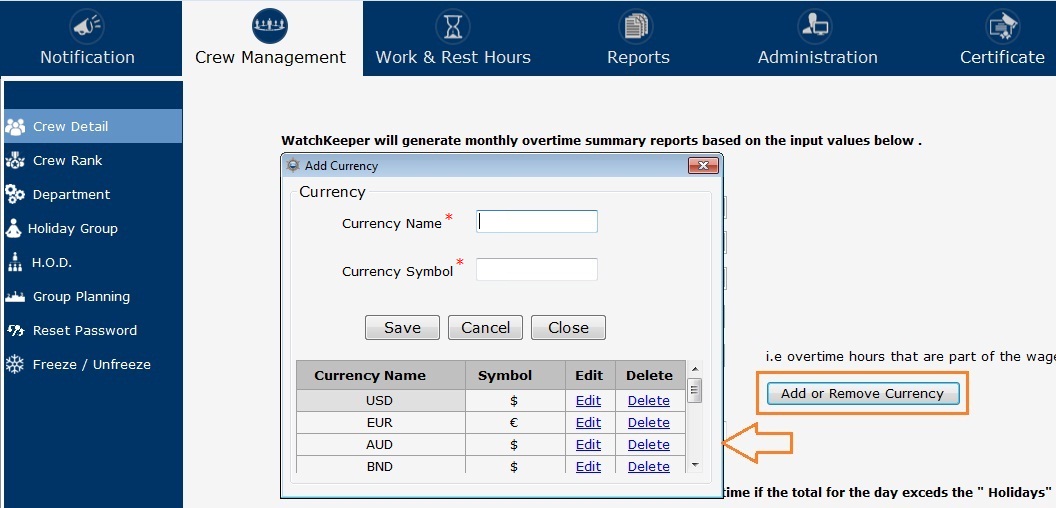 Notification
Crew Management
Work & Rest Hours
Reports
Administration
Certificate
Crew Detail
Crew Rank
Department
Holiday Group
H.O.D.
Group Planning
Reset Password
Freeze / Unfreeze
WatchKeeper will generate monthly overtime summary reports based on the input values below .
Add Currency
Currency
Currency Name*
Currency Symbol*
Save Cancel Close
Currency Name Symbol Edit Delete
USD $ Edit Delete
EUR € Edit Delete
AUD $ Edit Delete
BND $ Edit Delete
i.e overtime hours that are part of the wage
Add or Remove Currency
time if the total for the day exceeds the " Holidays"